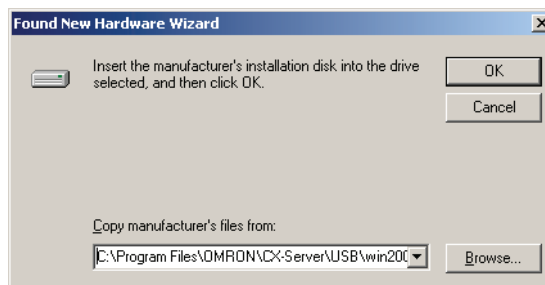 Found New Hardware Wizard
Insert the manufacturer's installation disk into the drive
selected, and then click OK.
OK
Cancel
Copy manufacturer's files from:
C:\Program Files\OMRON\CX-Server\USB\win200
Browse...